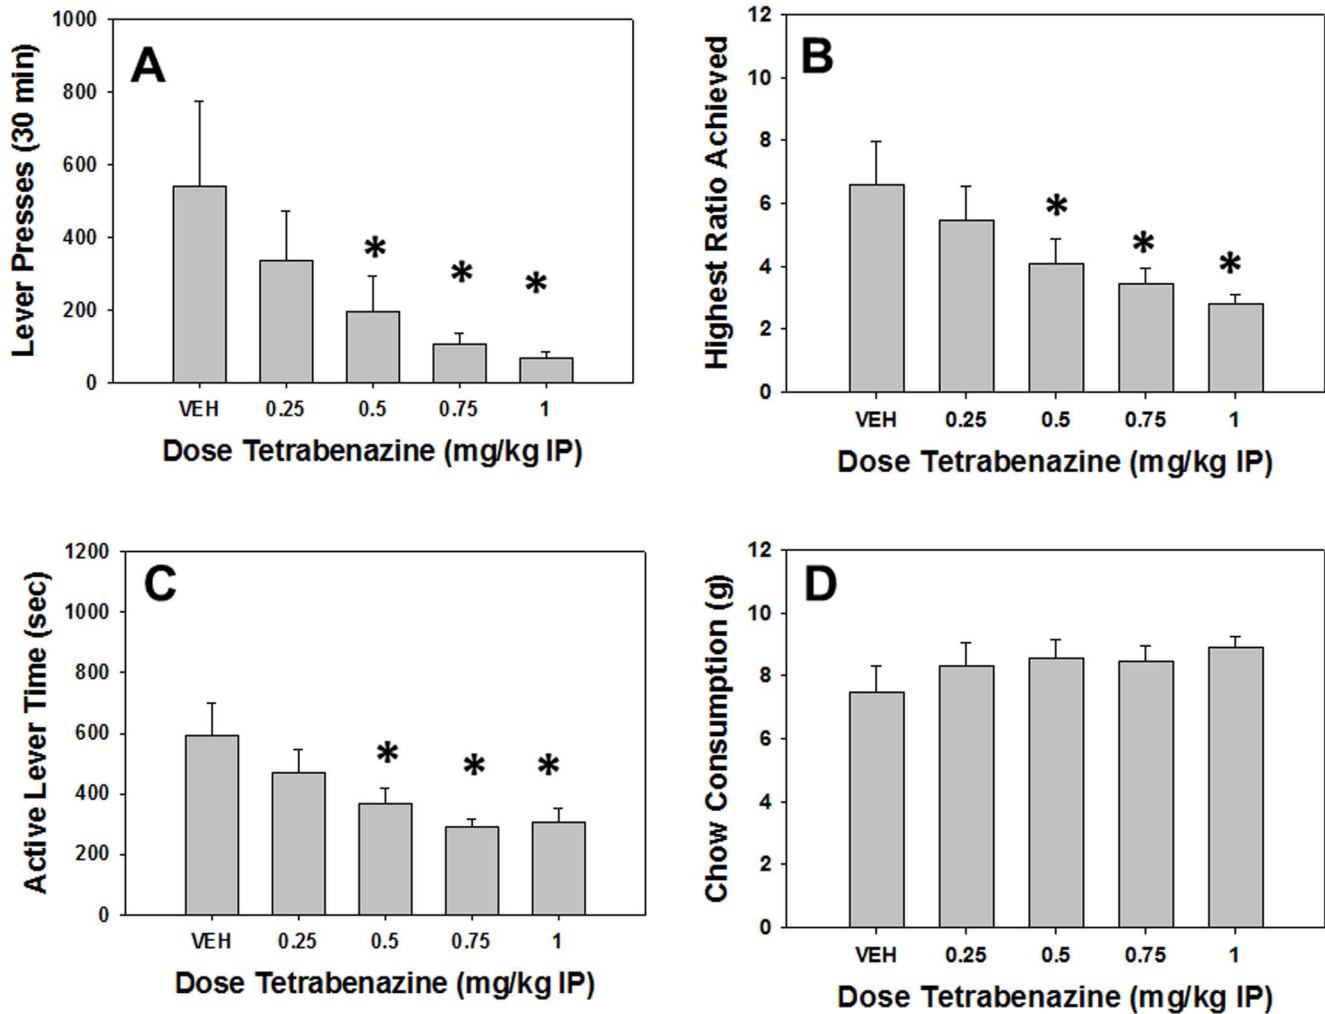 A
Lever Presses (30 min)
1000
800
600
400
200
0
*
*
*
VEH 0.25 0.5 0.75 1
Dose Tetrabenazine (mg/kg IP)
B
Highest Ratio Achieved
12
10
8
6
4
2
0
*
*
*
VEH 0.25 0.5 0.75 1
Dose Tetrabenazine (mg/kg IP)
C
Active Lever Time (sec)
1200
1000
800
600
400
200
0
*
*
*
VEH 0.25 0.5 0.75 1
Dose Tetrabenazine (mg/kg IP)
D
Chow Consumption (g)
12
10
8
6
4
2
0
VEH 0.25 0.5 0.75 1
Dose Tetrabenazine (mg/kg IP)